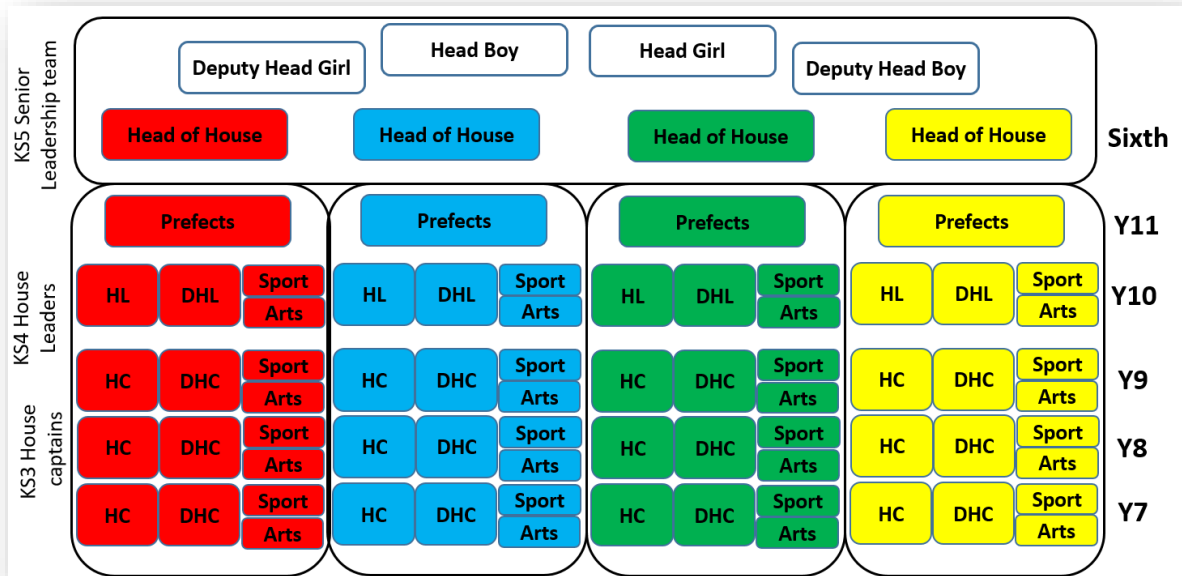 KS5 Senior
Leadership team
Deputy Head Girl
Head Boy
Head Girl
Deputy Head Boy
Head of House
Head of House
Head of House
Head of House
Sixth
Prefects
Prefects
Prefects
Prefects
Y11
KS4 House
Leaders
HL
DHL
Sport
Arts
HL
DHL
Sport
Arts
HL
DHL
Sport
Arts
HL
DHL
Sport
Arts
Y10
KS3 House
captains
HC
DHC
Sport
Arts
HC
DHC
Sport
Arts
HC
DHC
Sport
Arts
HC
DHC
Sport
Arts
Y9
HC
DHC
Sport
Arts
HC
DHC
Sport
Arts
HC
DHC
Sport
Arts
HC
DHC
Sport
Arts
Y8
HC
DHC
Sport
Arts
HC
DHC
Sport
Arts
HC
DHC
Sport
Arts
HC
DHC
Sport
Arts
Y7